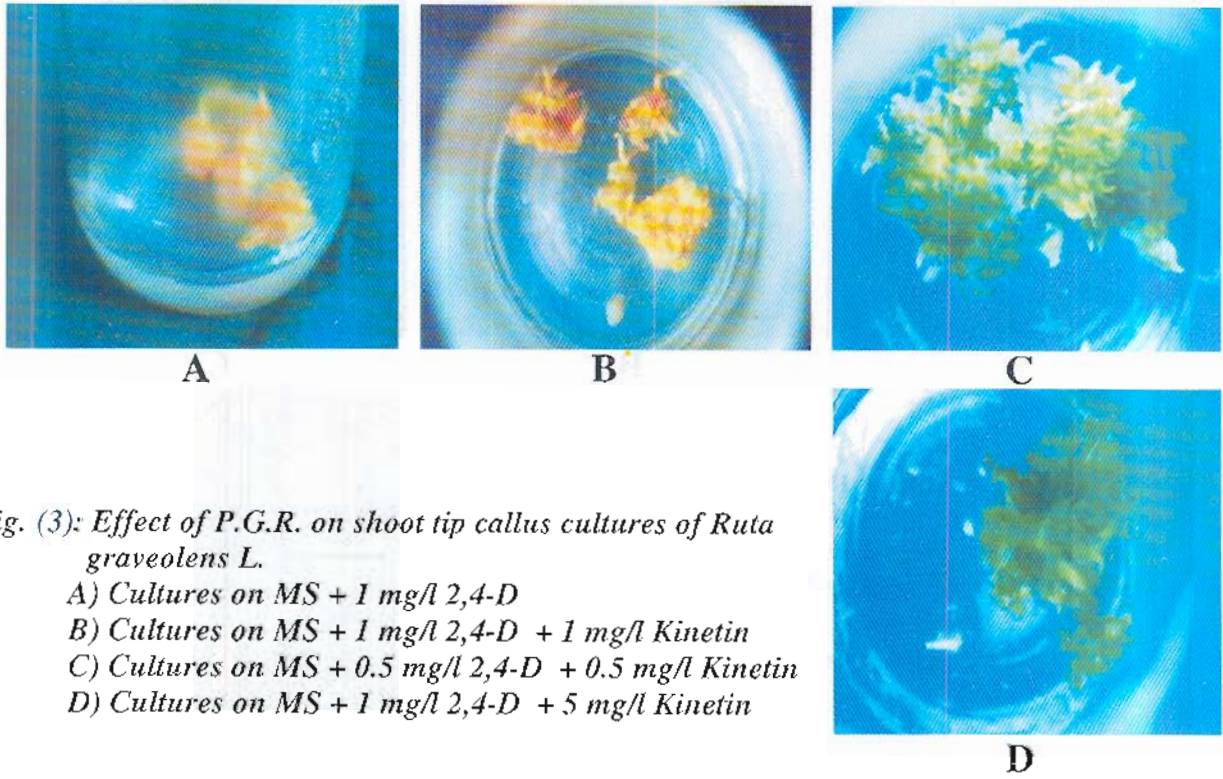 A
B
C
D
ig. (3): Effect of P.G.R. on shoot tip callus cultures of Ruta
graveolens L.
A) Cultures on MS + 1 mg/l 2,4-D
B) Cultures on MS + 1 mg/l 2,4-D + 1 mg/l Kinetin
C) Cultures on MS + 0.5 mg/l 2,4-D + 0.5 mg/l Kinetin
D) Cultures on MS + 1 mg/l 2,4-D + 5 mg/l Kinetin